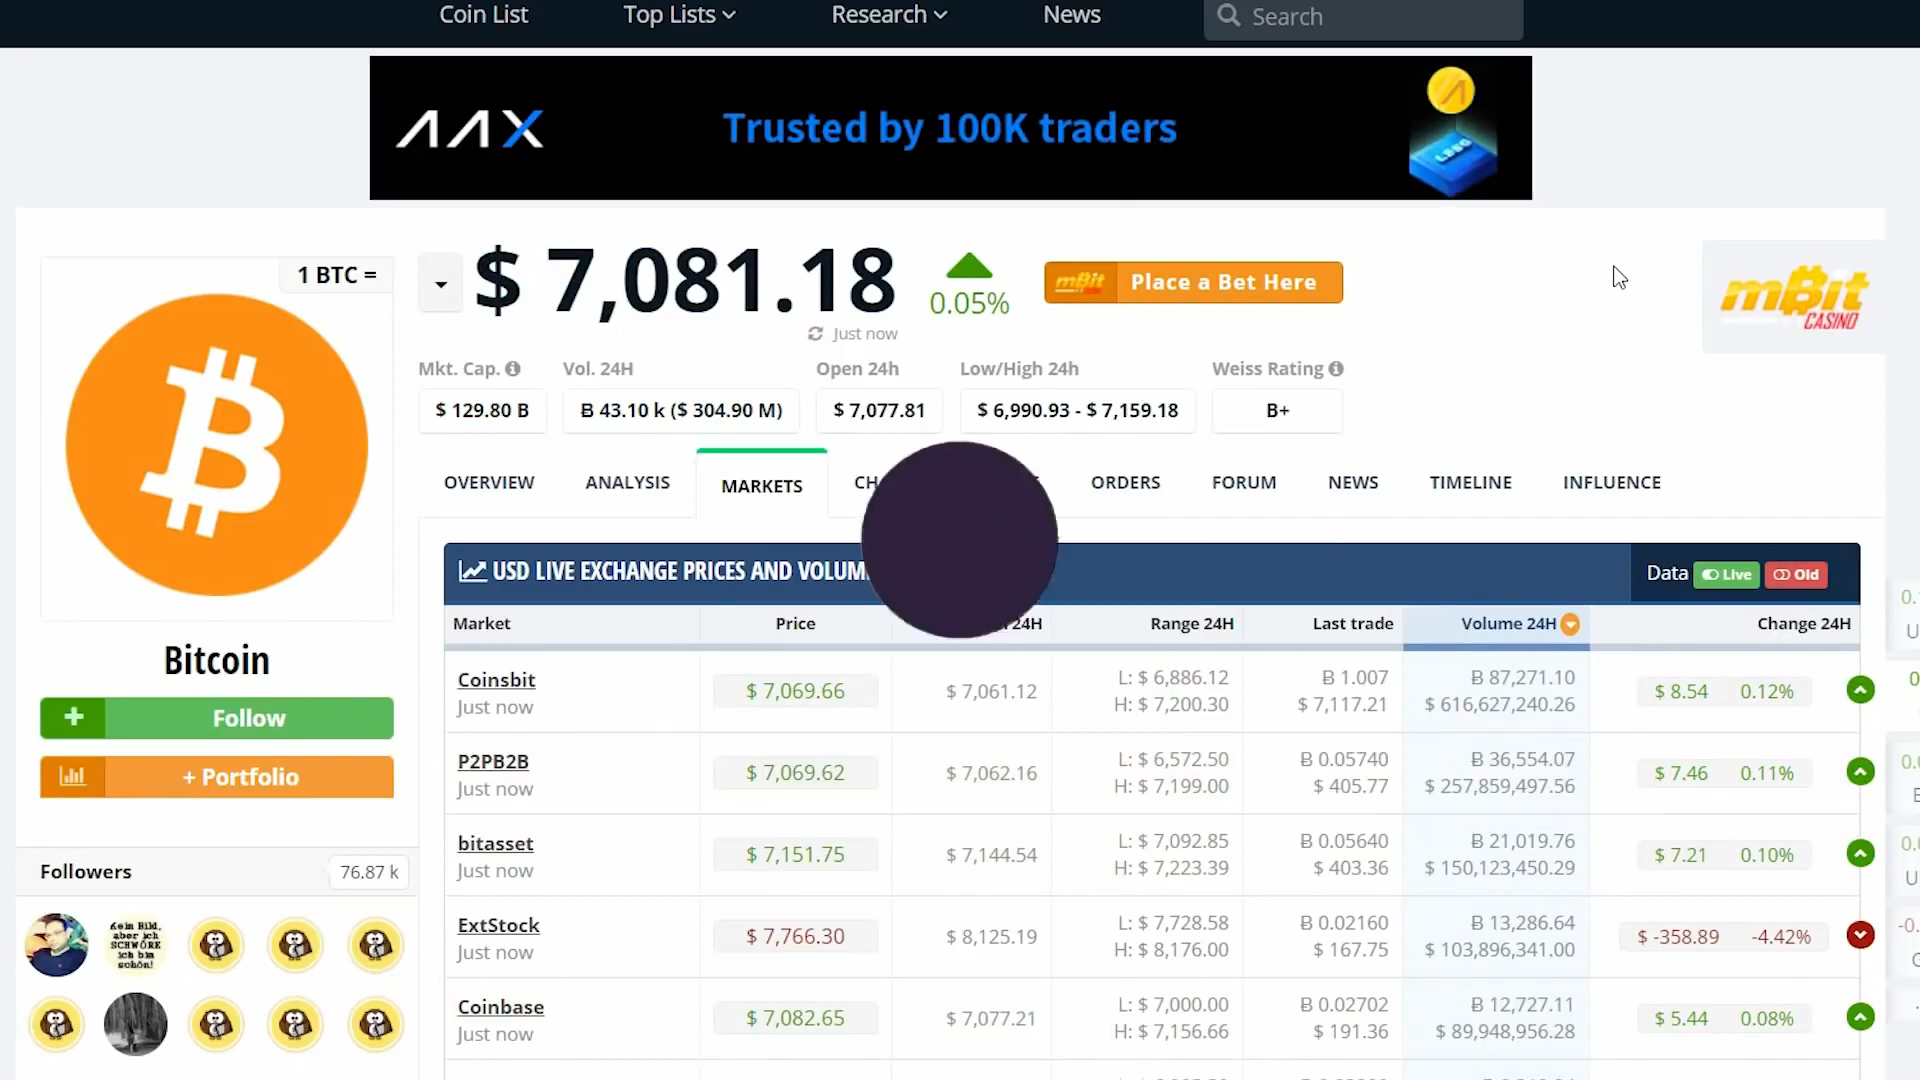 Coin List Top Lists Research News Search
AAX Trusted by 100K traders
1 BTC =
$ 7,081.18
0.05%
mBit Place a Bet Here
mBit
CASINO
Just now
Mkt. Cap. Vol. 24H Open 24h Low/High 24h Weiss Rating
$ 129.80 B Ƀ 43.10 k ($ 304.90 M) $ 7,077.81 $ 6,990.93 - $ 7,159.18 B+
OVERVIEW ANALYSIS MARKETS CH ORDERS FORUM NEWS TIMELINE INFLUENCE
Bitcoin
+ Follow
+ Portfolio
Followers 76.87 k
Kein Bild,
aber ich
SCHWÖRE
ich bin
schön!
USD LIVE EXCHANGE PRICES AND VOLUM Data Live Old
Market Price 24H Range 24H Last trade Volume 24H Change 24H
Coinsbit $ 7,069.66 $ 7,061.12 L: $ 6,886.12 Ƀ 1.007 Ƀ 87,271.10 $ 8.54 0.12%
Just now H: $ 7,200.30 $ 7,117.21 $ 616,627,240.26
P2PB2B $ 7,069.62 $ 7,062.16 L: $ 6,572.50 Ƀ 0.05740 Ƀ 36,554.07 $ 7.46 0.11%
Just now H: $ 7,199.00 $ 405.77 $ 257,859,497.56
bitasset $ 7,151.75 $ 7,144.54 L: $ 7,092.85 Ƀ 0.05640 Ƀ 21,019.76 $ 7.21 0.10%
Just now H: $ 7,223.39 $ 403.36 $ 150,123,450.29
ExtStock $ 7,766.30 $ 8,125.19 L: $ 7,728.58 Ƀ 0.02160 Ƀ 13,286.64 $ -358.89 -4.42%
Just now H: $ 8,176.00 $ 167.75 $ 103,896,341.00
Coinbase $ 7,082.65 $ 7,077.21 L: $ 7,000.00 Ƀ 0.02702 Ƀ 12,727.11 $ 5.44 0.08%
Just now H: $ 7,156.66 $ 191.36 $ 89,948,956.28